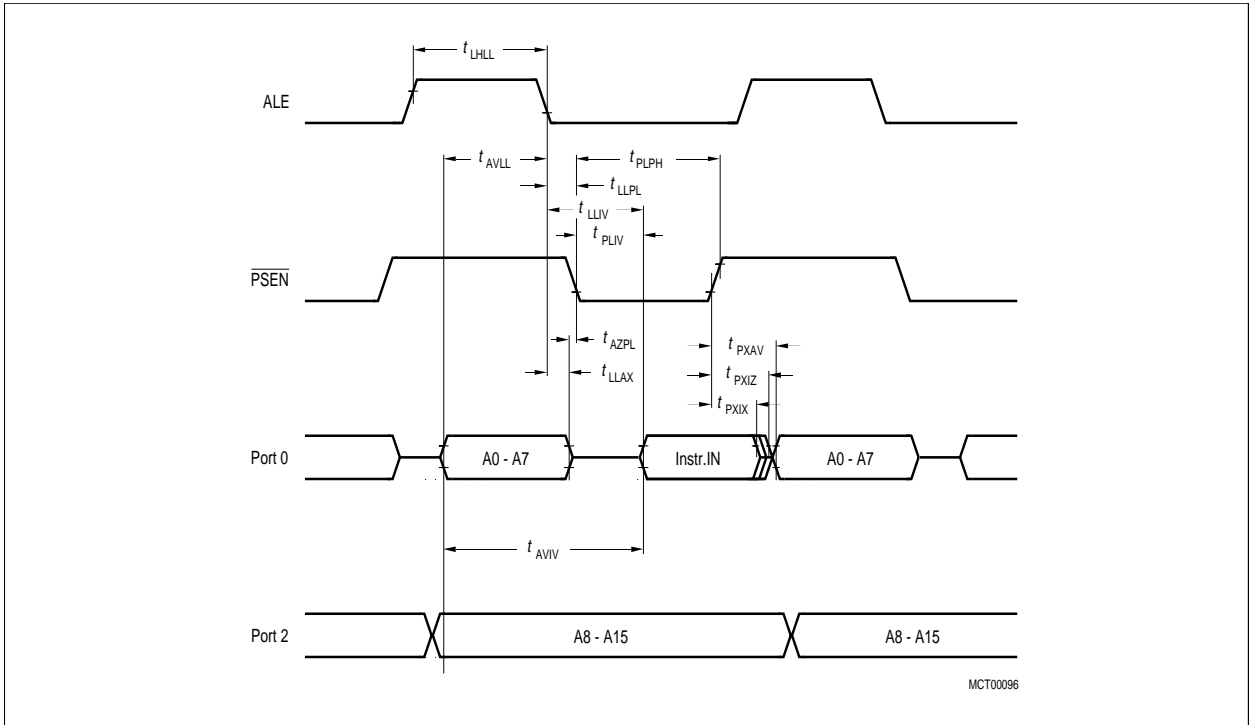 t LHLL
ALE
t AVLL
t PLPH
t LLPL
t LLIV
t PLIV
PSEN
t AZPL
t PXAV
t LLAX
t PXIZ
t PXIX
Port 0
A0 - A7
Instr.IN
A0 - A7
t AVIV
Port 2
A8 - A15
A8 - A15
MCT00096